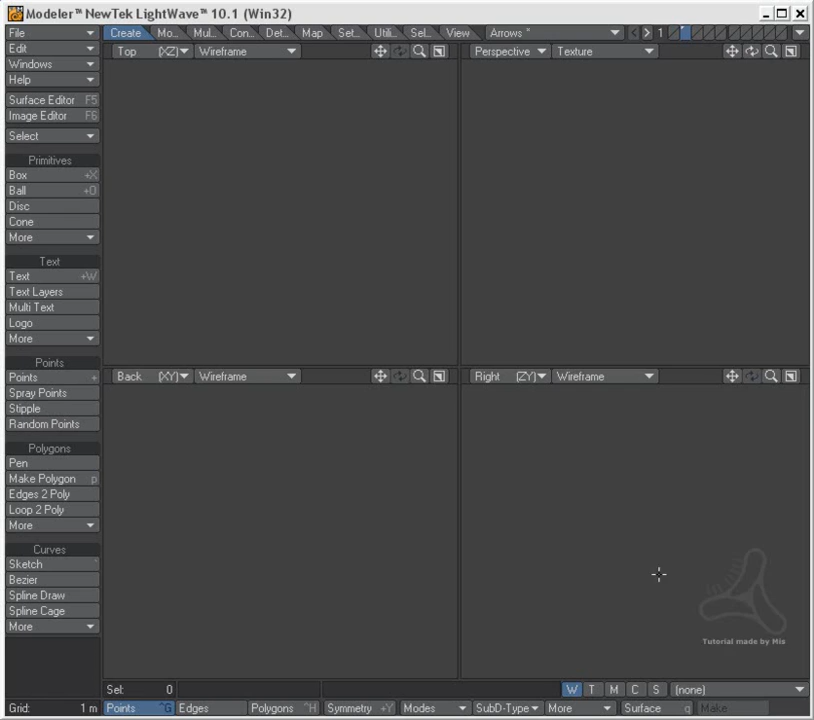 Modeler™ NewTek LightWave™ 10.1 (Win32)
File Create Mo... Mul... Con... Det... Map Set... Utili... Sel... View Arrows * < > 1
Edit
Windows
Help
Surface Editor F5
Image Editor F6
Select
Primitives
Box +X
Ball +O
Disc
Cone
More
Text
Text +W
Text Layers
Multi Text
Logo
More
Points
Points +
Spray Points
Stipple
Random Points
Polygons
Pen
Make Polygon p
Edges 2 Poly
Loop 2 Poly
More
Curves
Sketch `
Bezier
Spline Draw
Spline Cage
More
Top (XZ) Wireframe
Perspective Texture
Back (XY) Wireframe
Right (ZY) Wireframe
Tutorial made by Mis
Sel: 0 W T M C S (none)
Grid: 1 m Points ^G Edges Polygons ^H Symmetry +Y Modes SubD-Type More Surface q Make